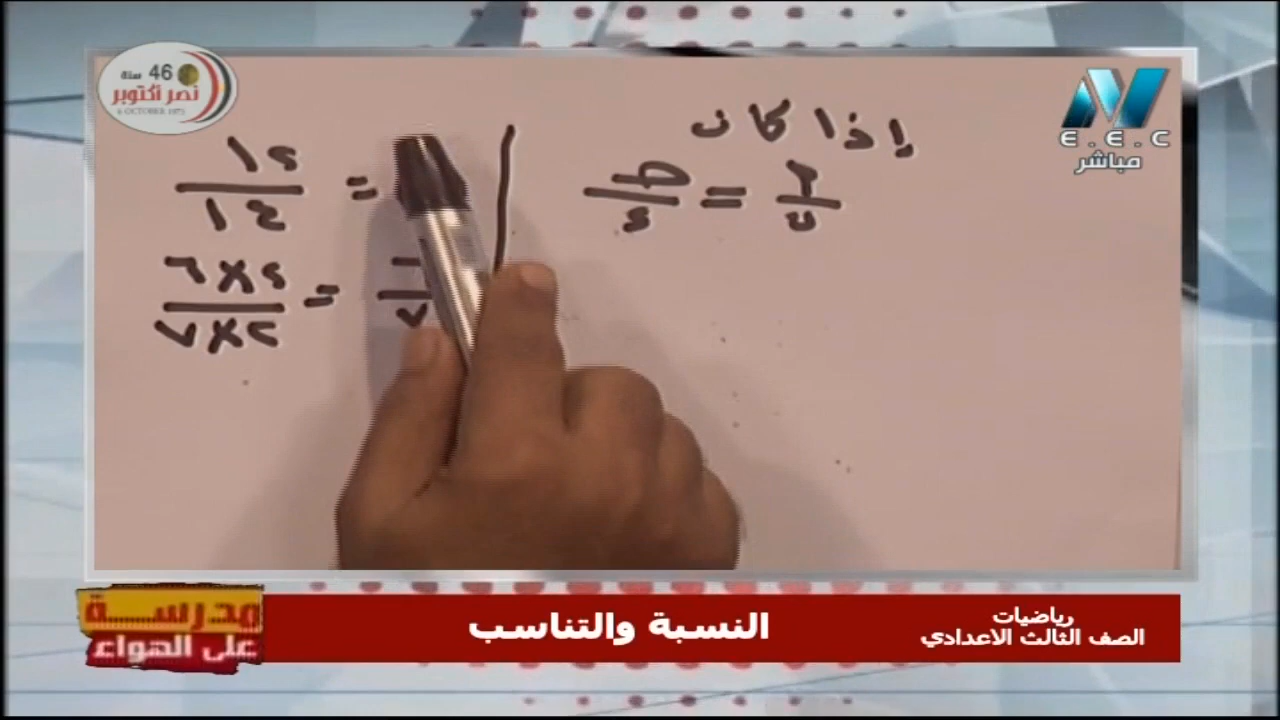 46 سنة
نصر أكتوبر
6 OCTOBER 1973
E.E.C
مباشر
إذا كان
١٢
١٤ =
٦×٢
٧×٢ =
رياضيات
الصف الثالث الاعدادي
النسبة والتناسب
مدرسة
على الهواء